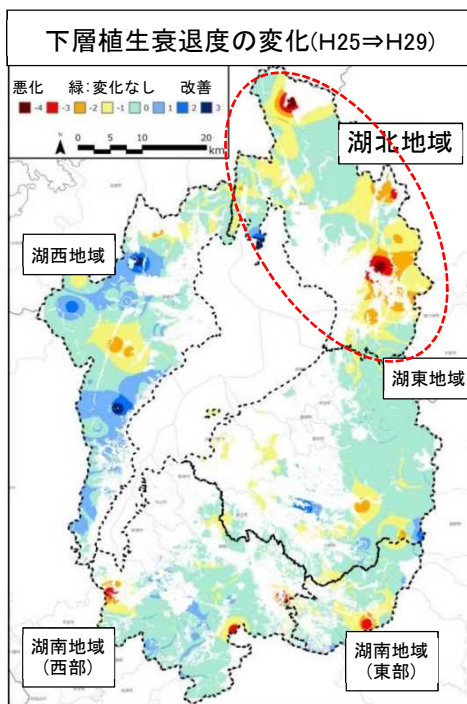 下層植生衰退度の変化(H25⇒H29)
悪化 緑:変化なし 改善
-4 -3 -2 -1 0 1 2 3
N
0 5 10 20
km
湖北地域
湖西地域
湖東地域
湖南地域
(西部)
湖南地域
(東部)